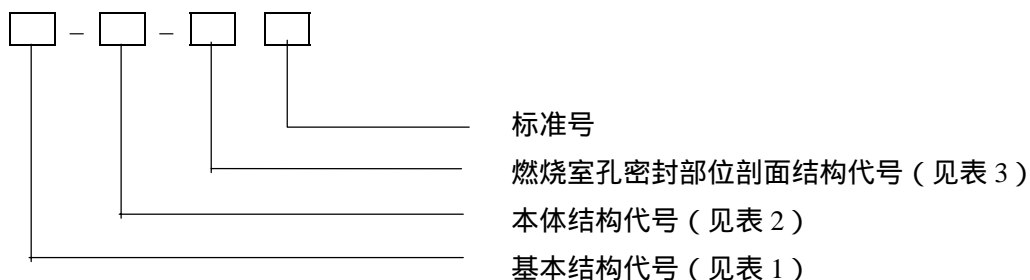 – –
标准号
燃烧室孔密封部位剖面结构代号（见表 3）
本体结构代号（见表 2）
基本结构代号（见表 1）